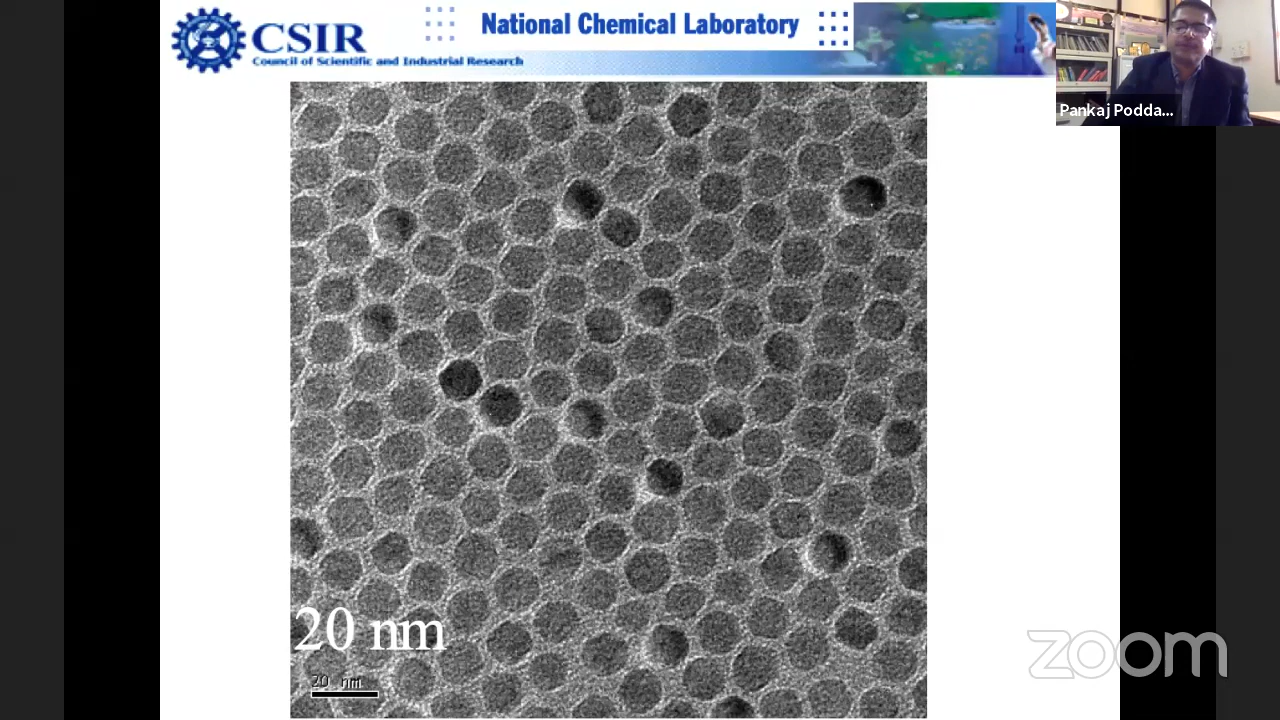 CSIR
Council of Scientific and Industrial Research
National Chemical Laboratory
Pankaj Podda...
20 nm
20 nm
zoom